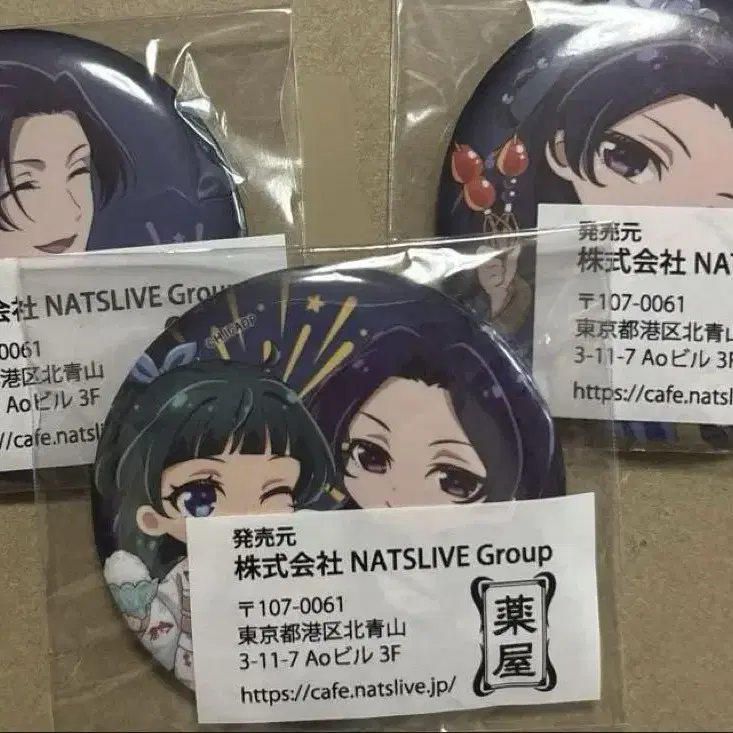 会社 NATSLIVE Grou
0061
港区北青山
Aoビル 3F
//cafe.natsli
発売元
株式会社 NAT
〒107-0061
東京都港区北青山
3-11-7 Aoビル 3F
https://cafe.natsl
©HIGADP
発売元
株式会社 NATSLIVE Group
〒107-0061
東京都港区北青山
3-11-7 Aoビル 3F
https://cafe.natslive.jp/
薬屋